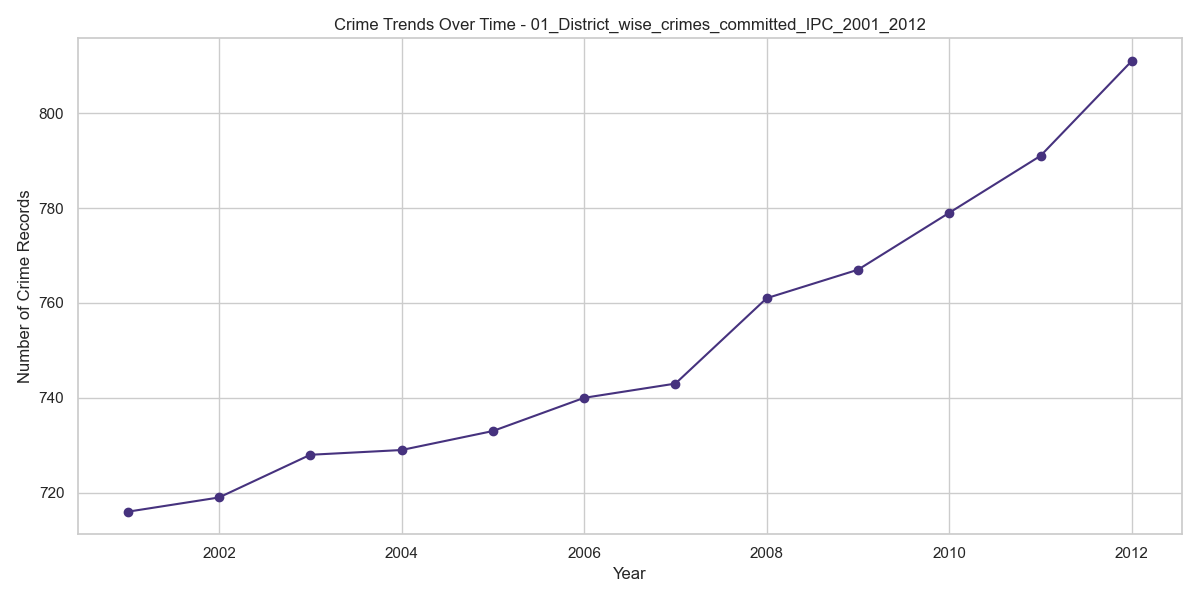 Crime Trends Over Time - 01_District_wise_crimes_committed_IPC_2001_2012
Number of Crime Records
800
780
760
740
720
2002 2004 2006 2008 2010 2012
Year